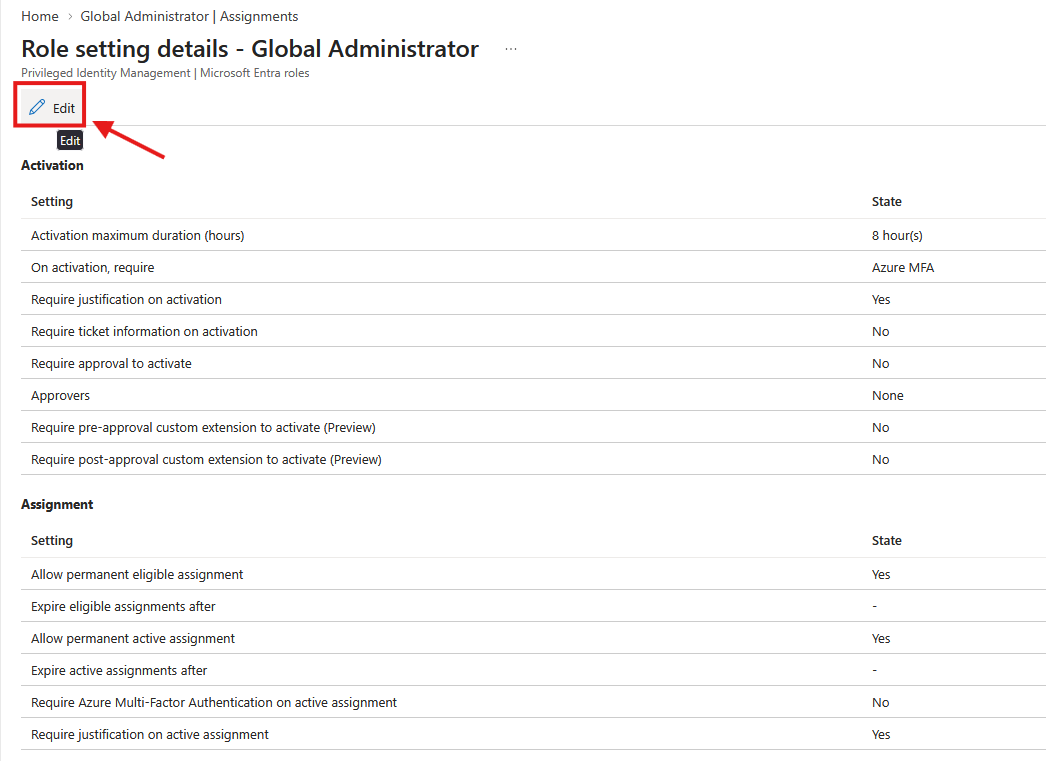 Home > Global Administrator | Assignments
Role setting details - Global Administrator ...
Privileged Identity Management | Microsoft Entra roles
Edit
Edit
Activation
Setting State
Activation maximum duration (hours) 8 hour(s)
On activation, require Azure MFA
Require justification on activation Yes
Require ticket information on activation No
Require approval to activate No
Approvers None
Require pre-approval custom extension to activate (Preview) No
Require post-approval custom extension to activate (Preview) No
Assignment
Setting State
Allow permanent eligible assignment Yes
Expire eligible assignments after -
Allow permanent active assignment Yes
Expire active assignments after -
Require Azure Multi-Factor Authentication on active assignment No
Require justification on active assignment Yes